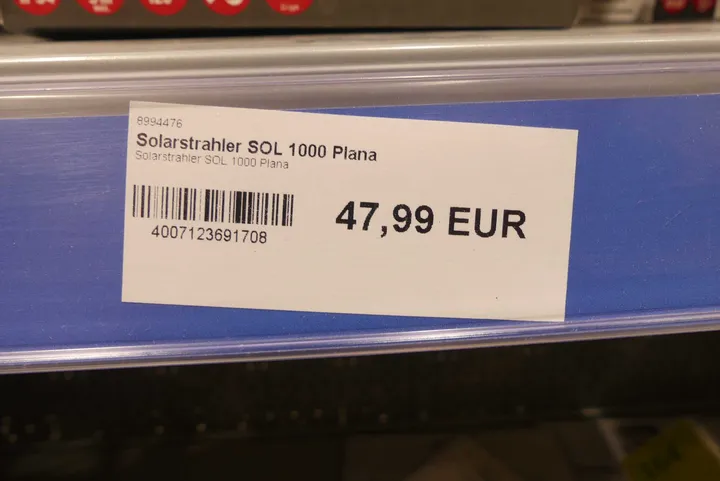 8994476
Solarstrahler SOL 1000 Plana
Solarstrahler SOL 1000 Plana
4007123691708
47,99 EUR